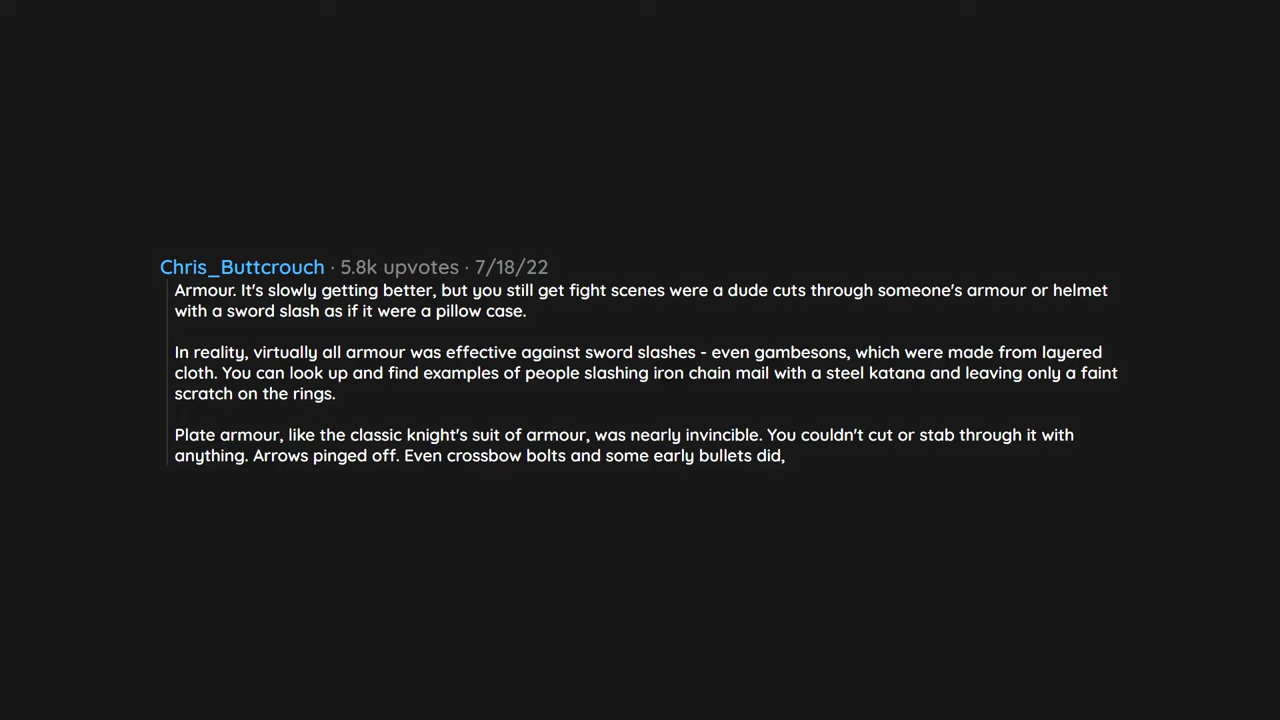 Chris_Buttcrouch · 5.8k upvotes · 7/18/22
Armour. It's slowly getting better, but you still get fight scenes were a dude cuts through someone's armour or helmet
with a sword slash as if it were a pillow case.
In reality, virtually all armour was effective against sword slashes - even gambesons, which were made from layered
cloth. You can look up and find examples of people slashing iron chain mail with a steel katana and leaving only a faint
scratch on the rings.
Plate armour, like the classic knight's suit of armour, was nearly invincible. You couldn't cut or stab through it with
anything. Arrows pinged off. Even crossbow bolts and some early bullets did,